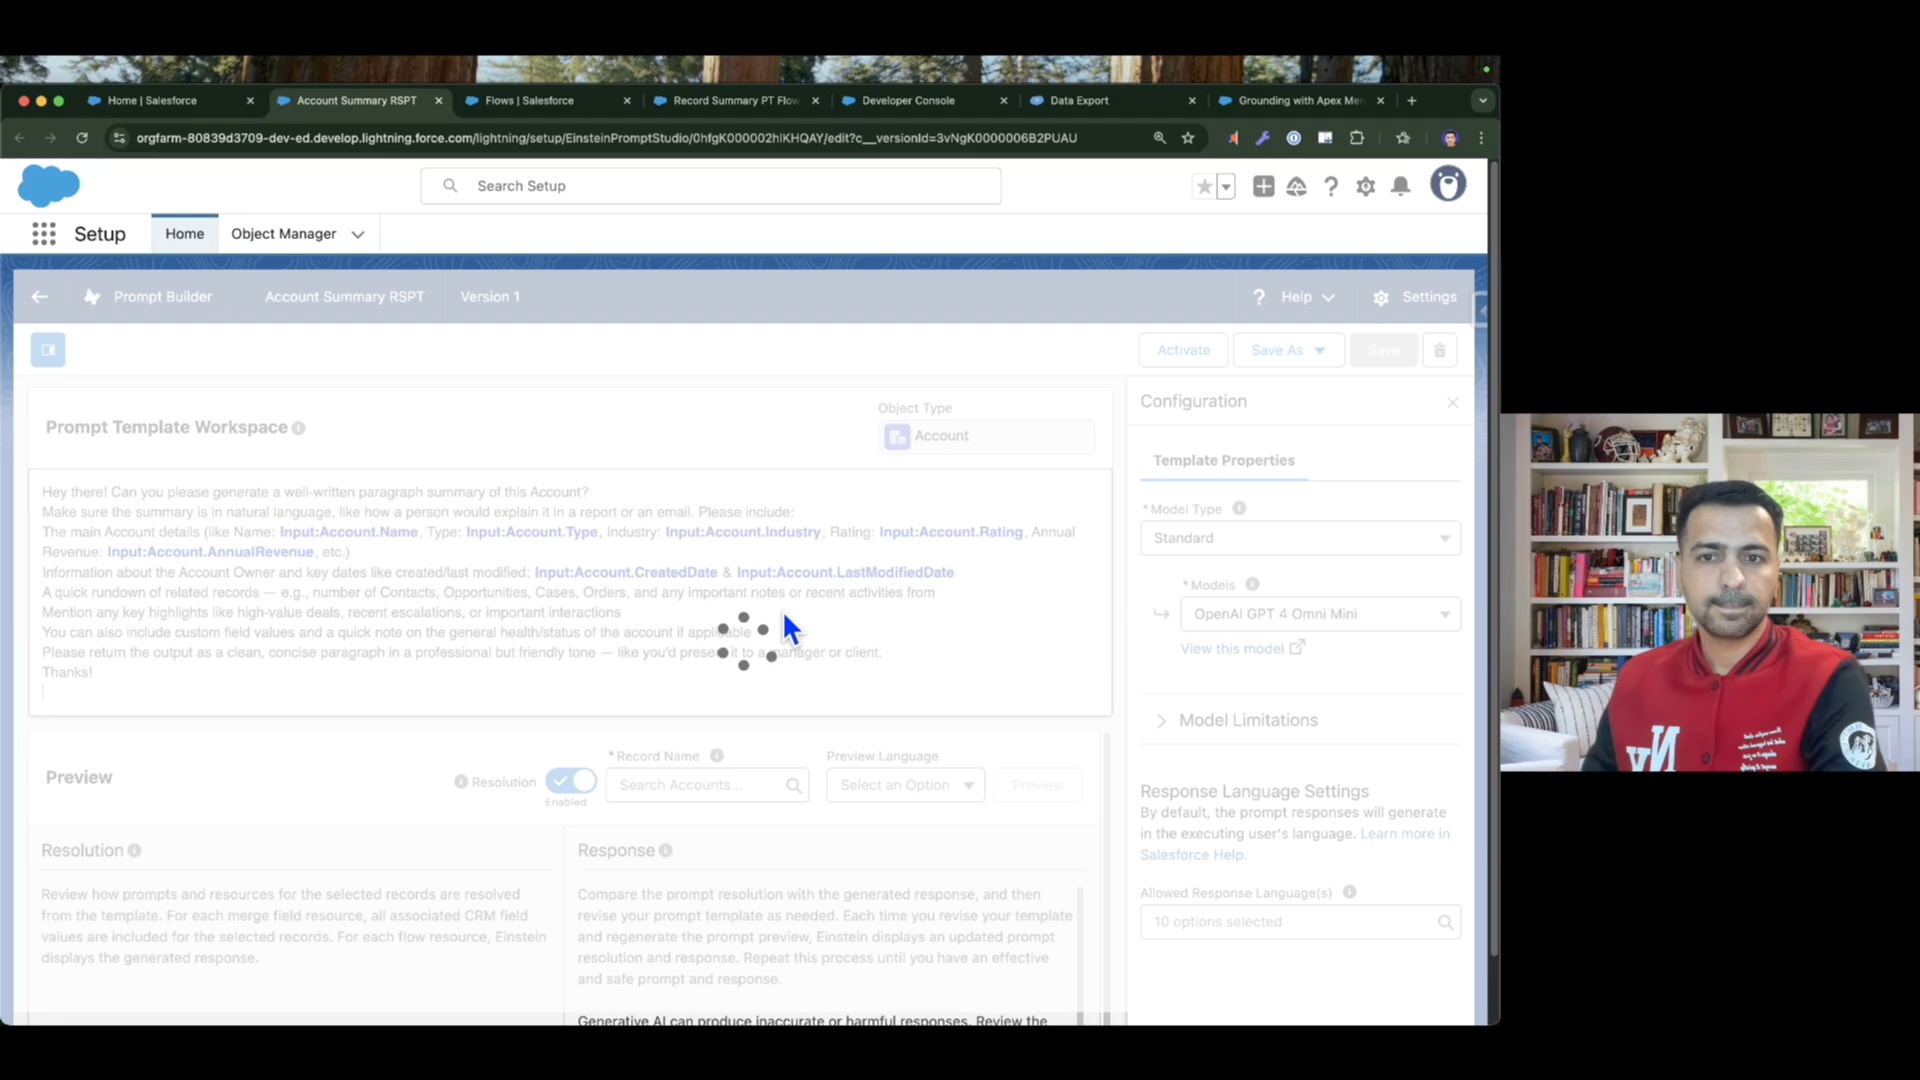 Home | Salesforce
Account Summary RSPT
Flows | Salesforce
Record Summary PT Flow
Developer Console
Data Export
Grounding with Apex Mer
orgfarm-80839d3709-dev-ed.develop.lightning.force.com/lightning/setup/EinsteinPromptStudio/0hfgK000002hlKHQAY/edit?c__versionId=3vNgK0000006B2PUAU
Search Setup
Setup
Home
Object Manager
Prompt Builder
Account Summary RSPT
Version 1
? Help
Settings
Activate
Save As
Save
Prompt Template Workspace
Object Type
Account
Hey there! Can you please generate a well-written paragraph summary of this Account?
Make sure the summary is in natural language, like how a person would explain it in a report or an email. Please include:
The main Account details (like Name: Input:Account.Name, Type: Input:Account.Type, Industry: Input:Account.Industry, Rating: Input:Account.Rating, Annual
Revenue: Input:Account.AnnualRevenue, etc.)
Information about the Account Owner and key dates like created/last modified: Input:Account.CreatedDate & Input:Account.LastModifiedDate
A quick rundown of related records — e.g., number of Contacts, Opportunities, Cases, Orders, and any important notes or recent activities from
Mention any key highlights like high-value deals, recent escalations, or important interactions
You can also include custom field values and a quick note on the general health/status of the account if applicable
Please return the output as a clean, concise paragraph in a professional but friendly tone — like you'd present it to a manager or client.
Thanks!
Configuration
Template Properties
* Model Type
Standard
* Models
OpenAI GPT 4 Omni Mini
View this model
Model Limitations
Response Language Settings
By default, the prompt responses will generate
in the executing user's language. Learn more in
Salesforce Help.
Allowed Response Language(s)
10 options selected
Preview
Resolution
Enabled
* Record Name
Search Accounts...
Preview Language
Select an Option
Preview
Resolution
Review how prompts and resources for the selected records are resolved
from the template. For each merge field resource, all associated CRM field
values are included for the selected records. For each flow resource, Einstein
displays the generated response.
Response
Compare the prompt resolution with the generated response, and then
revise your prompt template as needed. Each time you revise your template
and regenerate the prompt preview, Einstein displays an updated prompt
resolution and response. Repeat this process until you have an effective
and safe prompt and response.
Generative AI can produce inaccurate or harmful responses. Review the